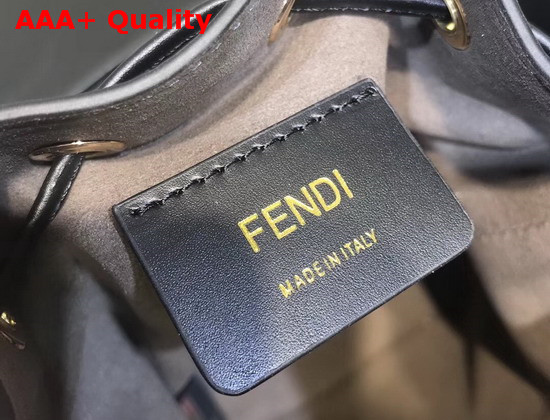 AAA+ Quality
FENDI
MADE IN ITALY